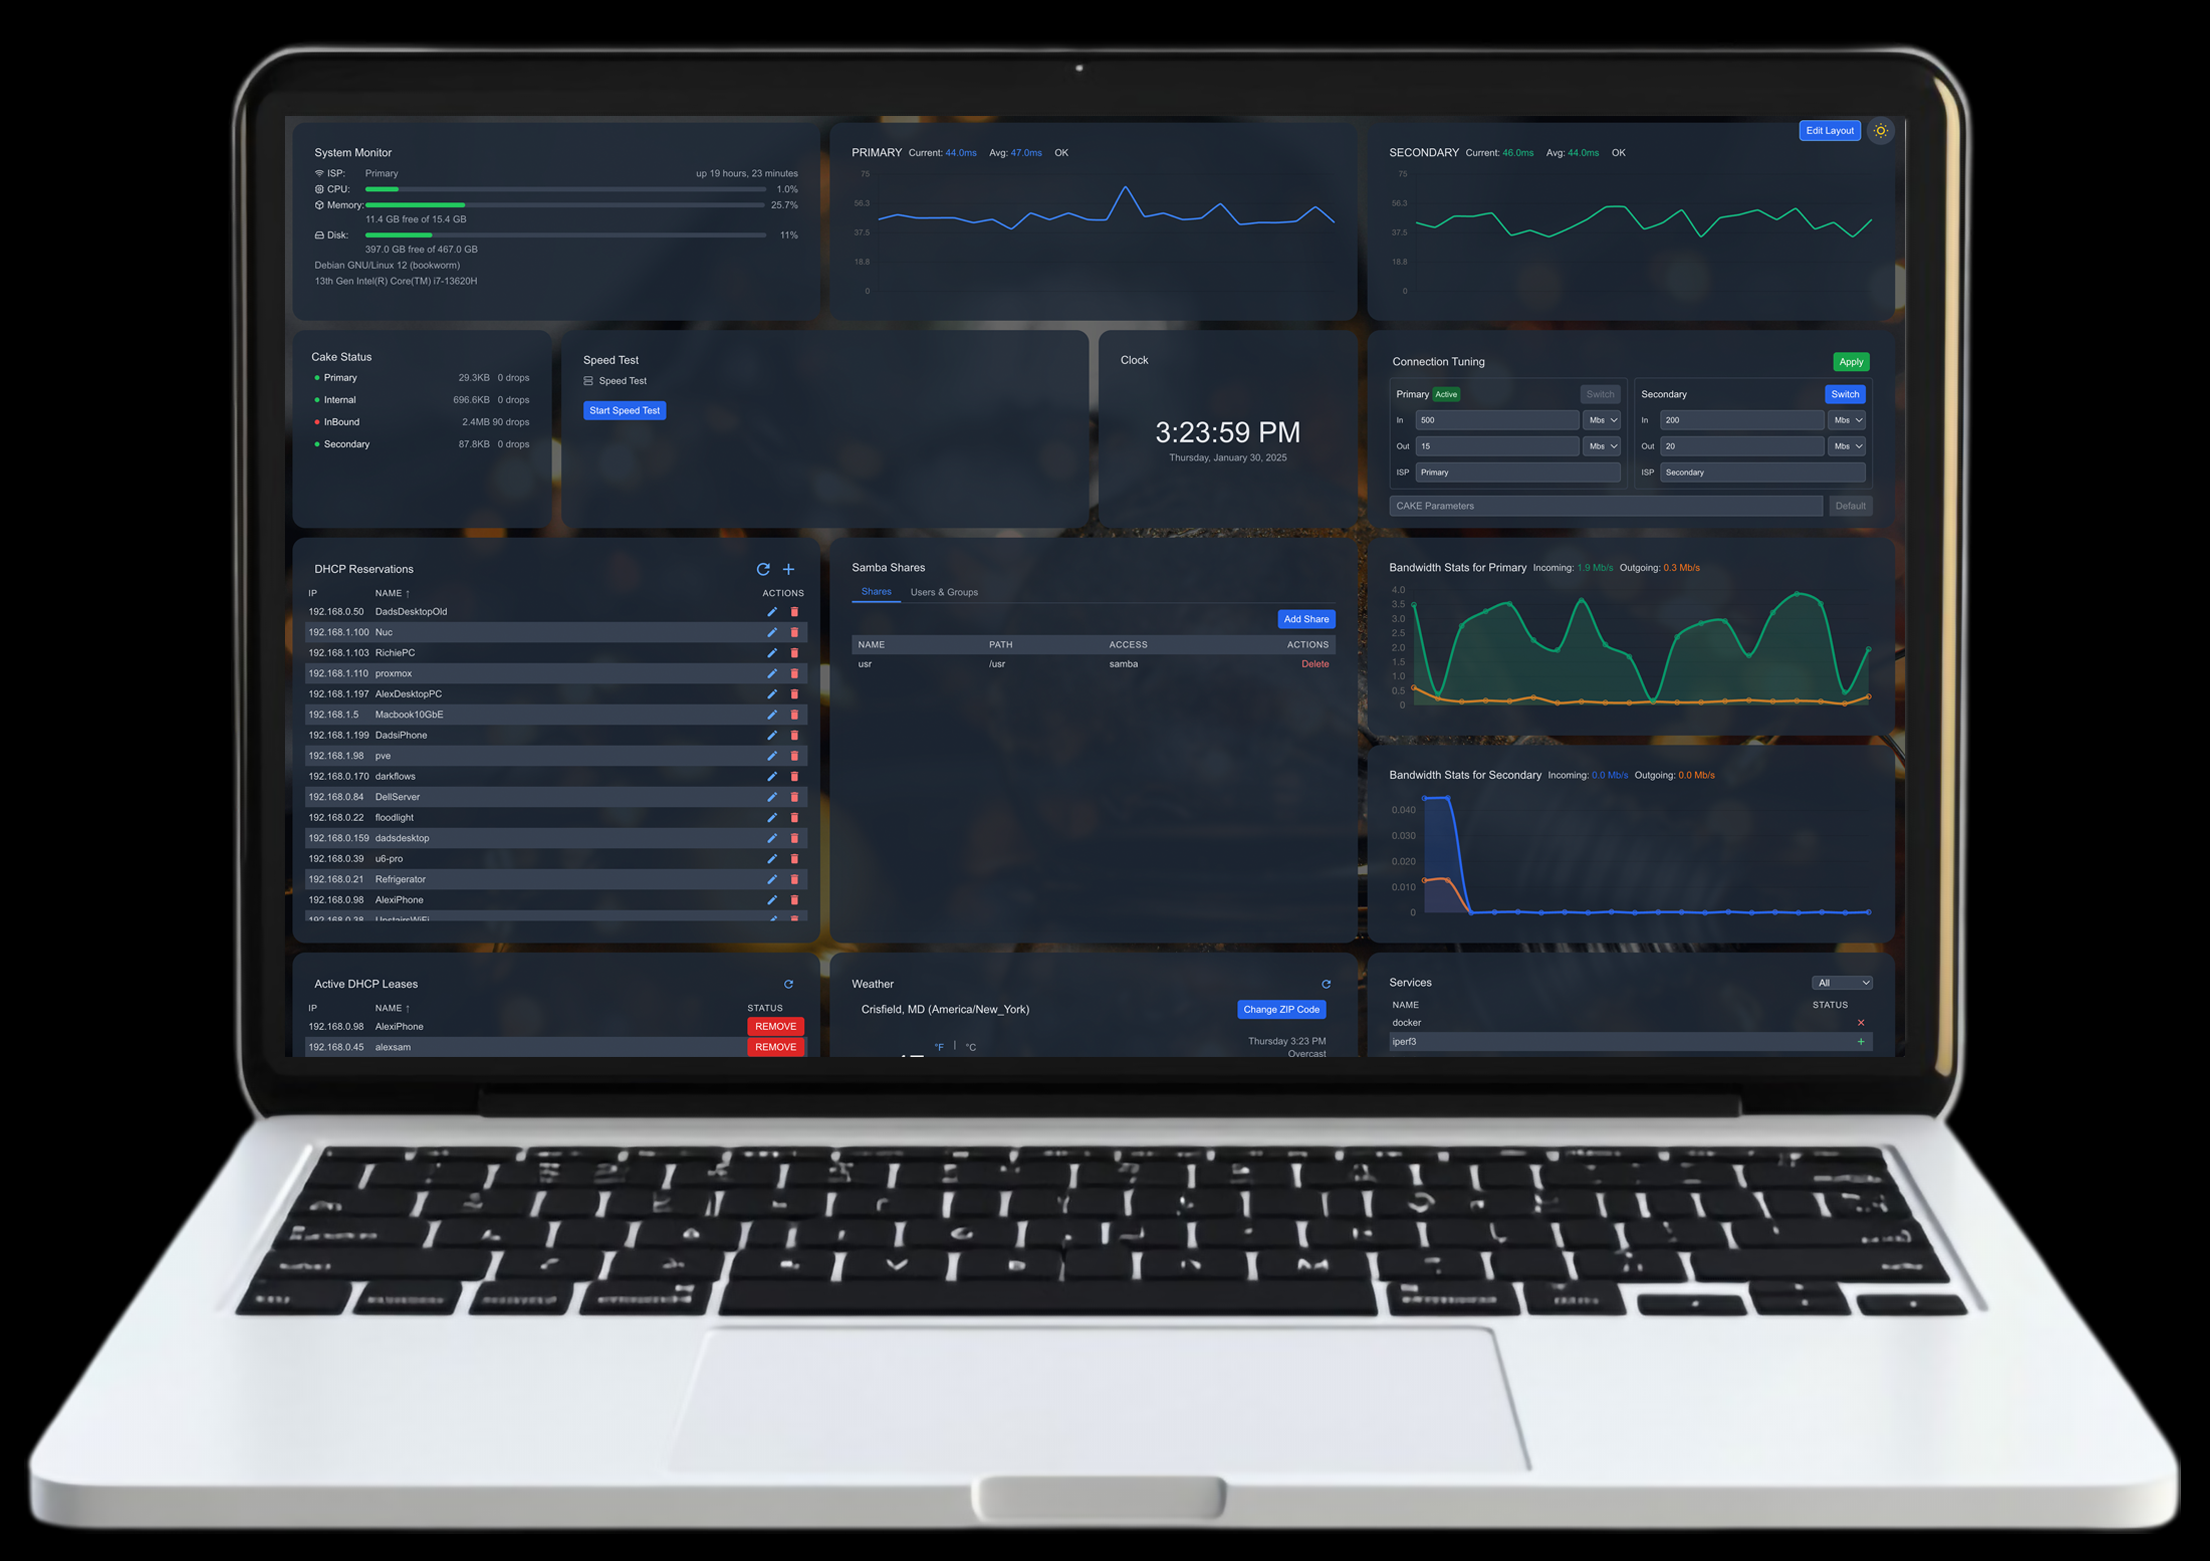 Edit Layout
System Monitor
ISP: Primary up 19 hours, 23 minutes
CPU: 1.0%
Memory: 25.7%
11.4 GB free of 15.4 GB
Disk: 11%
397.0 GB free of 467.0 GB
Debian GNU/Linux 12 (bookworm)
13th Gen Intel(R) Core(TM) i7-13620H
PRIMARY Current: 44.0ms Avg: 47.0ms OK
75
56.3
37.5
18.8
0
SECONDARY Current: 46.0ms Avg: 44.0ms OK
75
56.3
37.5
18.8
0
Cake Status
Primary 29.3KB 0 drops
Internal 696.6KB 0 drops
InBound 2.4MB 90 drops
Secondary 87.8KB 0 drops
Speed Test
Speed Test
Start Speed Test
Clock
3:23:59 PM
Thursday, January 30, 2025
Connection Tuning Apply
Primary Active Switch
In 500 Mbs
Out 15 Mbs
ISP Primary
Secondary Switch
In 200 Mbs
Out 20 Mbs
ISP Secondary
CAKE Parameters Default
DHCP Reservations
IP NAME ↑ ACTIONS
192.168.0.50 DadsDesktopOld
192.168.1.100 Nuc
192.168.1.103 RichiePC
192.168.1.110 proxmox
192.168.1.197 AlexDesktopPC
192.168.1.5 Macbook10GbE
192.168.1.199 DadsiPhone
192.168.1.98 pve
192.168.0.170 darkflows
192.168.0.84 DellServer
192.168.0.22 floodlight
192.168.0.159 dadsdesktop
192.168.0.39 u6-pro
192.168.0.21 Refrigerator
192.168.0.98 AlexiPhone
192.168.0.38 UpstairsWiFi
Samba Shares
Shares Users & Groups
Add Share
NAME PATH ACCESS ACTIONS
usr /usr samba Delete
Bandwidth Stats for Primary Incoming: 1.9 Mb/s Outgoing: 0.3 Mb/s
4.0
3.5
3.0
2.5
2.0
1.5
1.0
0.5
0
Bandwidth Stats for Secondary Incoming: 0.0 Mb/s Outgoing: 0.0 Mb/s
0.040
0.030
0.020
0.010
0
Active DHCP Leases
IP NAME ↑ STATUS
192.168.0.98 AlexiPhone REMOVE
192.168.0.45 alexsam REMOVE
Weather
Crisfield, MD (America/New_York) Change ZIP Code
°F | °C
Thursday 3:23 PM
Overcast
Services All
NAME STATUS
docker
iperf3